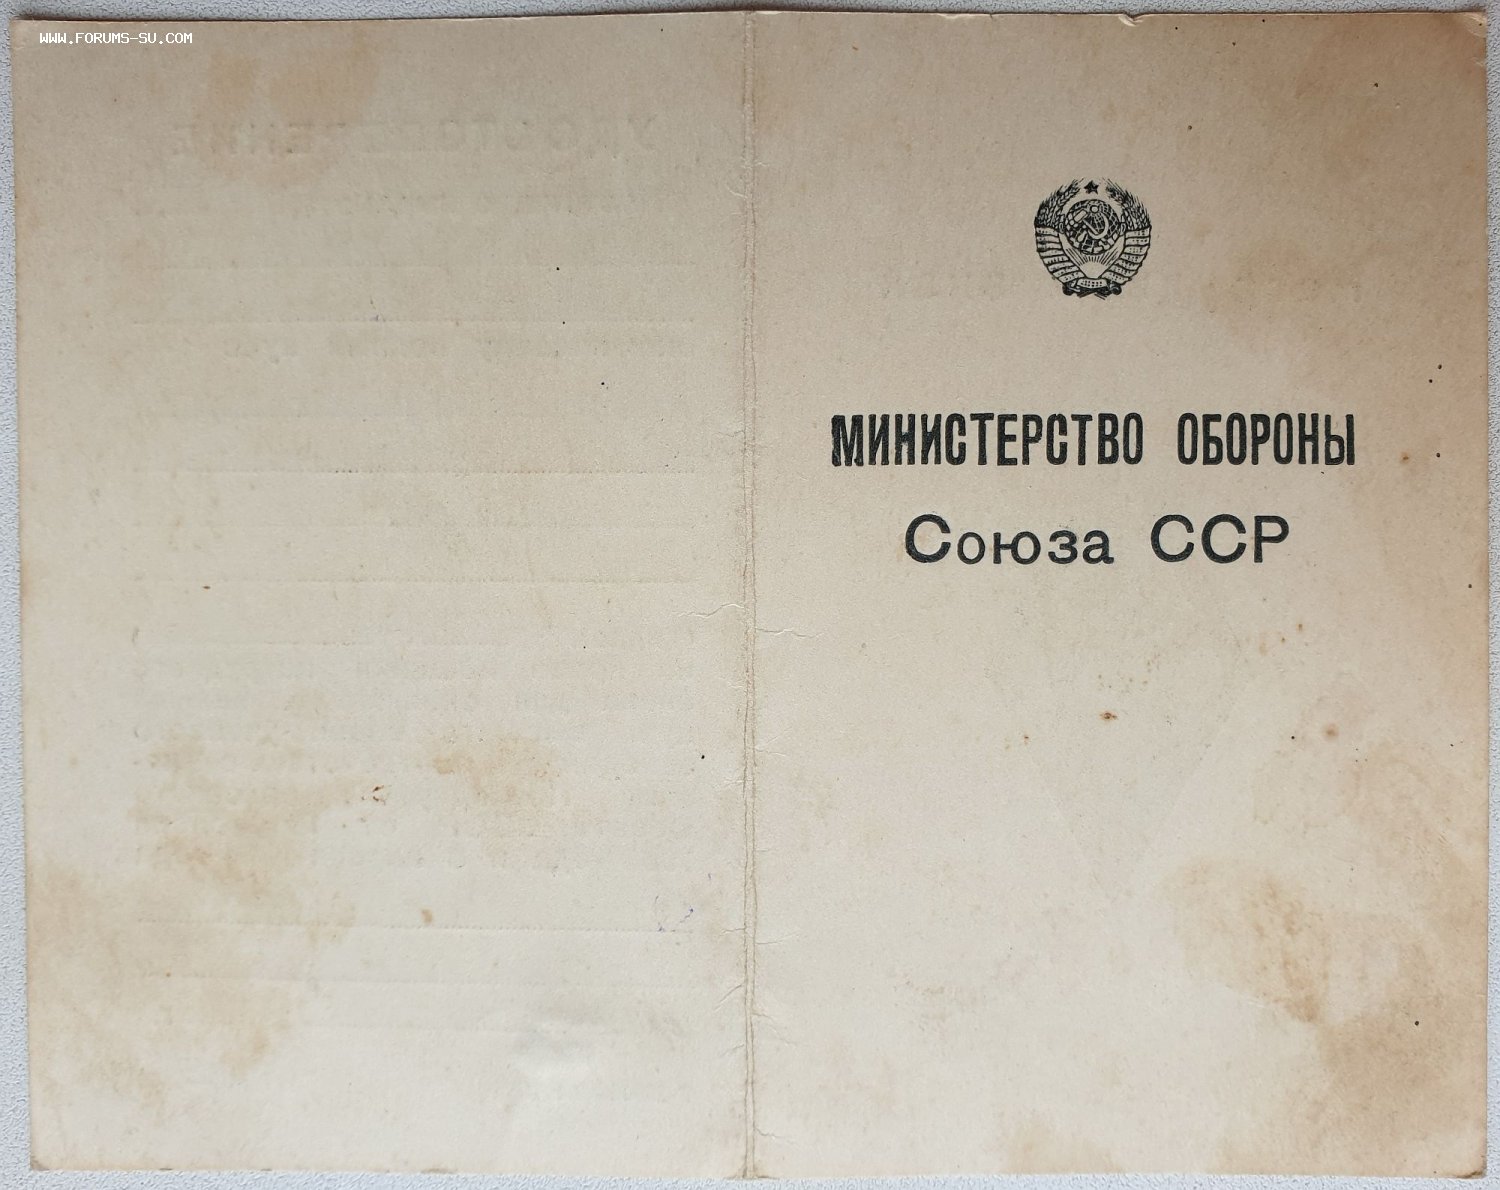 WWW.FORUMS-SU.COM
МИНИСТЕРСТВО ОБОРОНЫ
Союза ССР